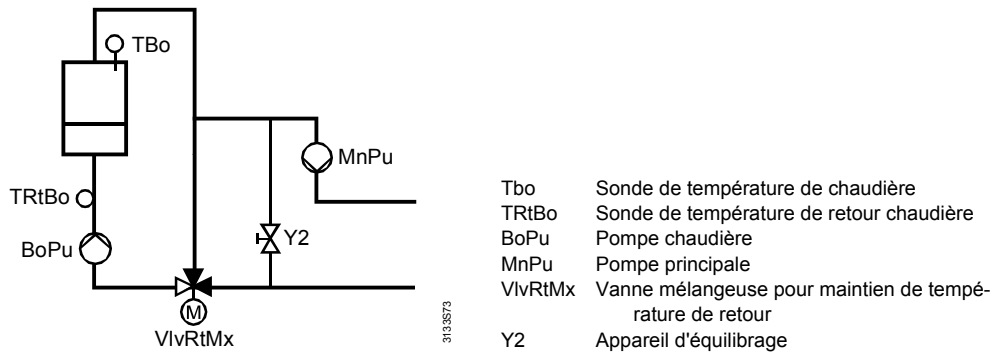 TBo
MnPu
TRtBo
BoPu
Y2
M
VlvRtMx
3133S73
Tbo Sonde de température de chaudière
TRtBo Sonde de température de retour chaudière
BoPu Pompe chaudière
MnPu Pompe principale
VlvRtMx Vanne mélangeuse pour maintien de tempé-
rature de retour
Y2 Appareil d'équilibrage